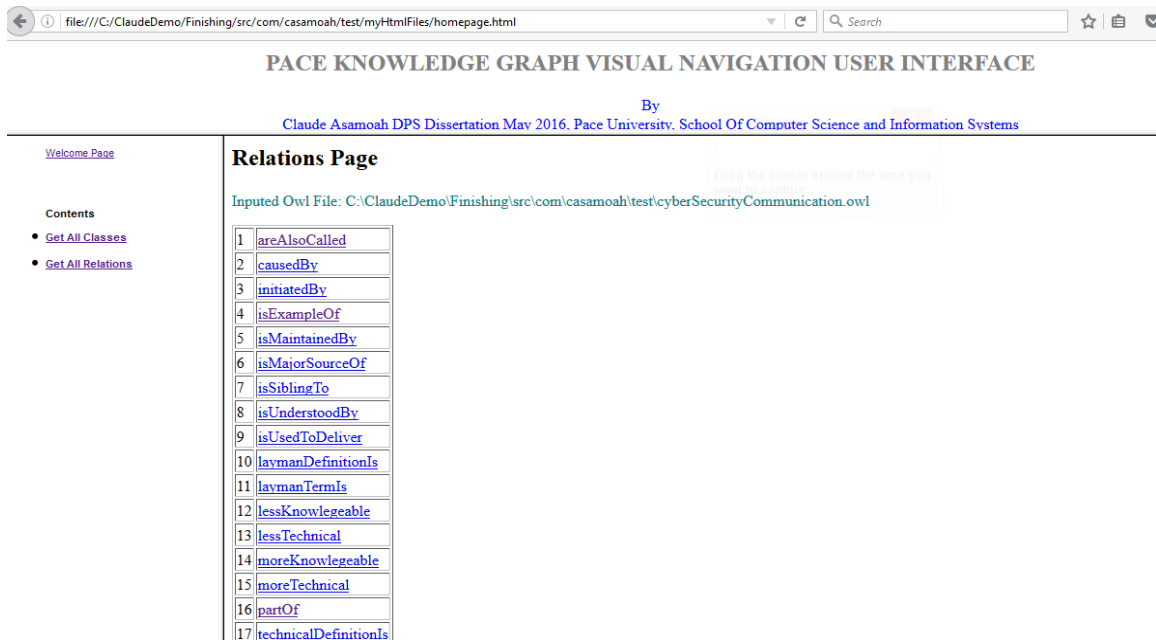 file:///C:/ClaudeDemo/Finishing/src/com/casamoah/test/myHtmlFiles/homepage.html
Search
PACE KNOWLEDGE GRAPH VISUAL NAVIGATION USER INTERFACE
By
Claude Asamoah DPS Dissertation May 2016, Pace University, School Of Computer Science and Information Systems
Welcome Page
Contents
Get All Classes
Get All Relations
Relations Page
Drag the cursor around the area you
want to capture.
Inputed Owl File: C:\ClaudeDemo\Finishing\src\com\casamoah\test\cyberSecurityCommunication.owl
1 areAlsoCalled
2 causedBy
3 initiatedBy
4 isExampleOf
5 isMaintainedBy
6 isMajorSourceOf
7 isSiblingTo
8 isUnderstoodBy
9 isUsedToDeliver
10 laymanDefinitionIs
11 laymanTermIs
12 lessKnowlegeable
13 lessTechnical
14 moreKnowlegeable
15 moreTechnical
16 partOf
17 technicalDefinitionIs